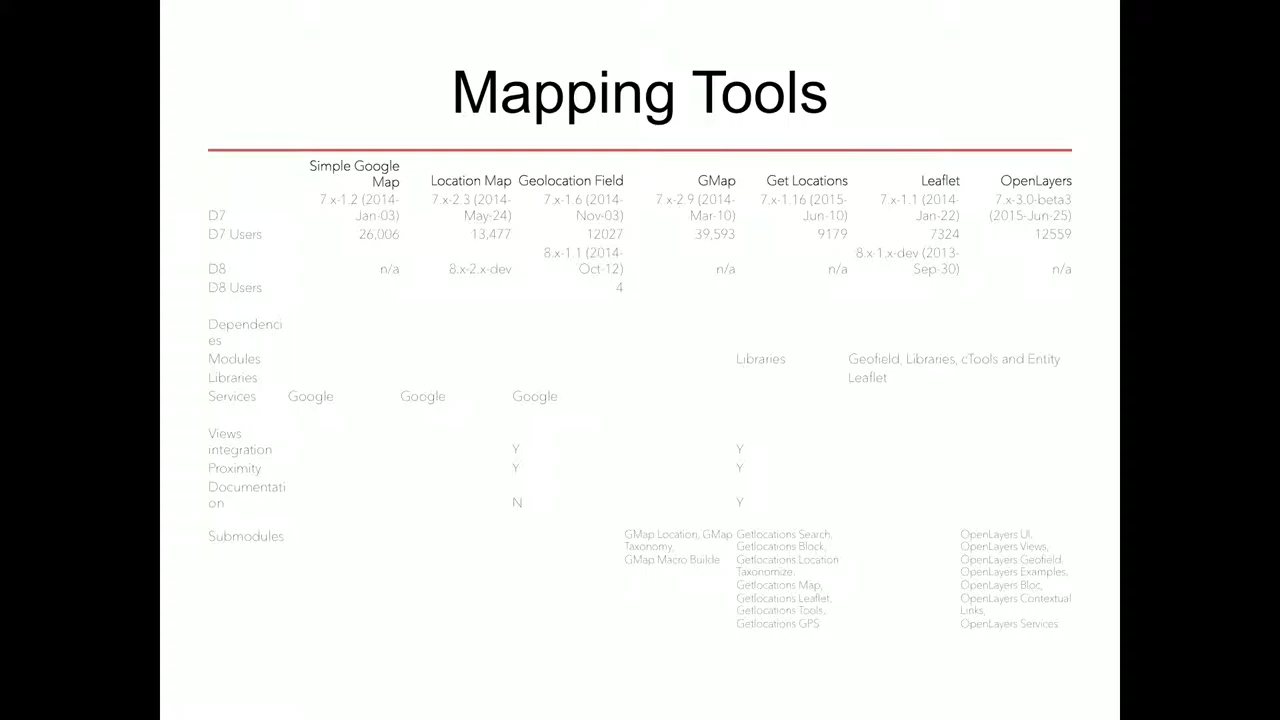 Mapping Tools
Simple Google Map Location Map Geolocation Field GMap Get Locations Leaflet OpenLayers
D7 7.x-1.2 (2014-Jan-03) 7.x-2.3 (2014-May-24) 7.x-1.6 (2014-Nov-03) 7.x-2.9 (2014-Mar-10) 7.x-1.16 (2015-Jun-10) 7.x-1.1 (2014-Jan-22) 7.x-3.0-beta3 (2015-Jun-25)
D7 Users 26,006 13,477 12027 39,593 9179 7324 12559
D8 n/a 8.x-2.x-dev 8.x-1.1 (2014-Oct-12) n/a n/a 8.x-1.x-dev (2013-Sep-30) n/a
D8 Users 4
Dependenci
es
Modules Libraries Geofield, Libraries, cTools and Entity
Libraries Leaflet
Services Google Google Google
Views
integration Y Y
Proximity Y Y
Documentati
on N Y
Submodules
GMap Location, GMap
Taxonomy,
GMap Macro Builde
Getlocations Search,
Getlocations Block,
Getlocations Location
Taxonomize,
Getlocations Map,
Getlocations Leaflet,
Getlocations Tools,
Getlocations GPS
OpenLayers UI,
OpenLayers Views,
OpenLayers Geofield,
OpenLayers Examples,
OpenLayers Bloc,
OpenLayers Contextual
Links,
OpenLayers Services